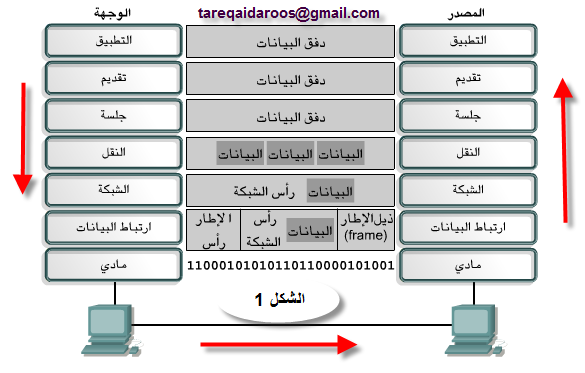 المصدر
tareqaidaroos@gmail.com
الوجهة
التطبيق
دفق البيانات
التطبيق
تقديم
دفق البيانات
تقديم
جلسة
دفق البيانات
جلسة
النقل
البيانات البيانات البيانات
النقل
الشبكة
البيانات رأس الشبكة
الشبكة
ارتباط البيانات
ذيل الإطار
(frame)
البيانات
رأس
الشبكة
الإطار
رأس
ارتباط البيانات
مادي
110001010101101100000101001
مادي
الشكل 1